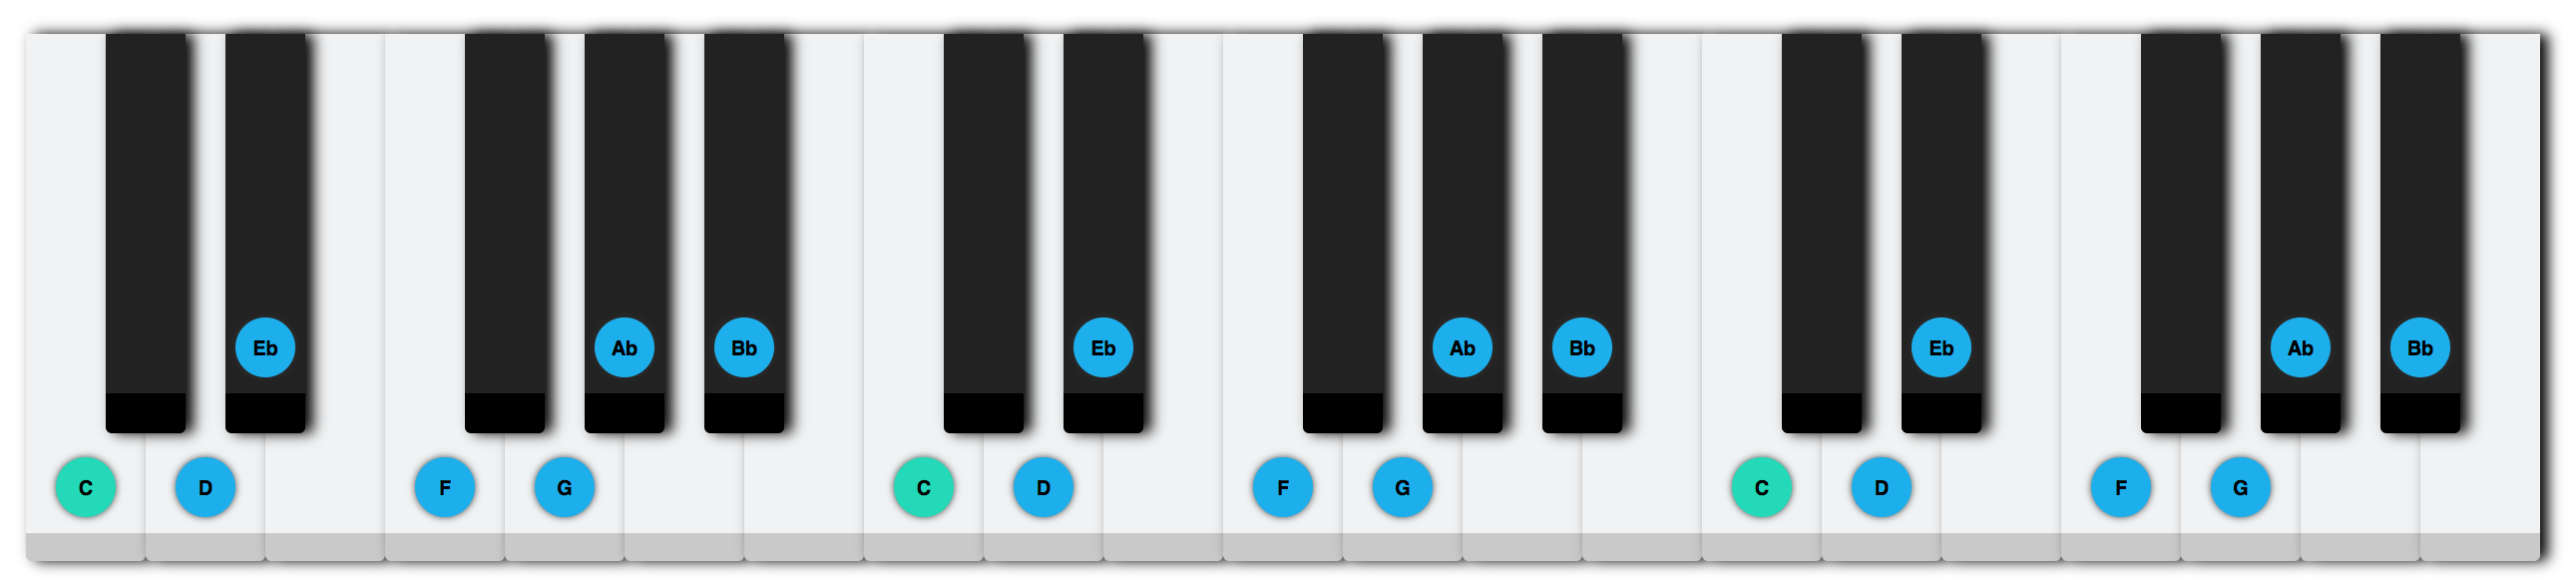 Eb Ab Bb Eb Ab Bb Eb Ab Bb
C D F G C D F G C D F G